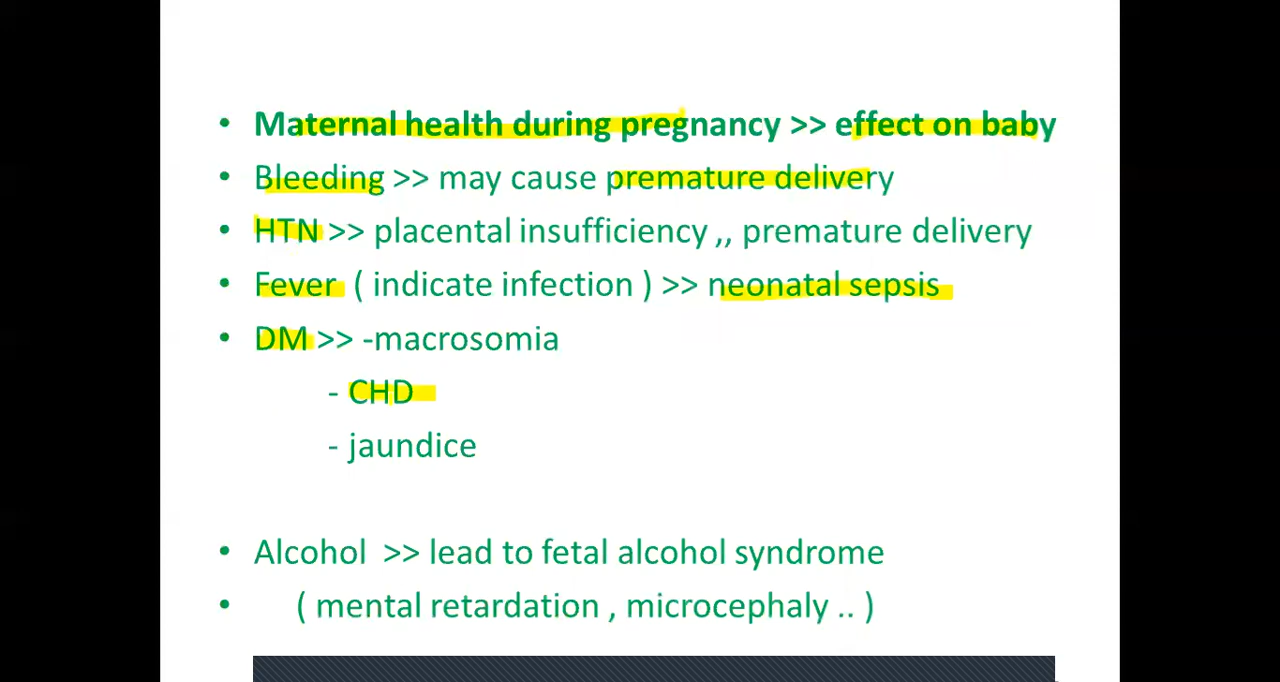 • Maternal health during pregnancy >> effect on baby
• Bleeding >> may cause premature delivery
• HTN >> placental insufficiency ,, premature delivery
• Fever ( indicate infection ) >> neonatal sepsis
• DM >> -macrosomia
- CHD
- jaundice
• Alcohol >> lead to fetal alcohol syndrome
• ( mental retardation , microcephaly .. )